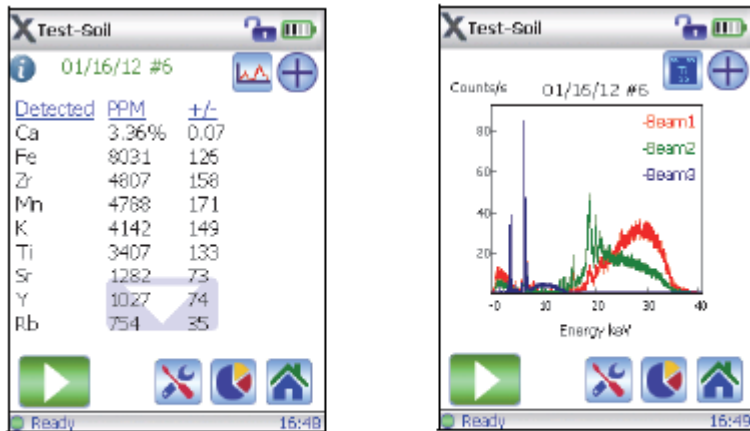 Test-Soil
01/16/12 #6
Detected PPM +/-
Ca 3.36% 0.07
Fe 8031 126
Zr 4807 158
Mn 4788 171
K 4142 149
Ti 3407 133
Sr 1282 73
Y 1027 74
Rb 754 35
Ready 16:48
Test-Soil
Ti
Counts/s 01/16/12 #6
-Beam1
-Beam2
-Beam3
80
60
40
20
-0 10 20 30 40
Energy keV
Ready 16:49